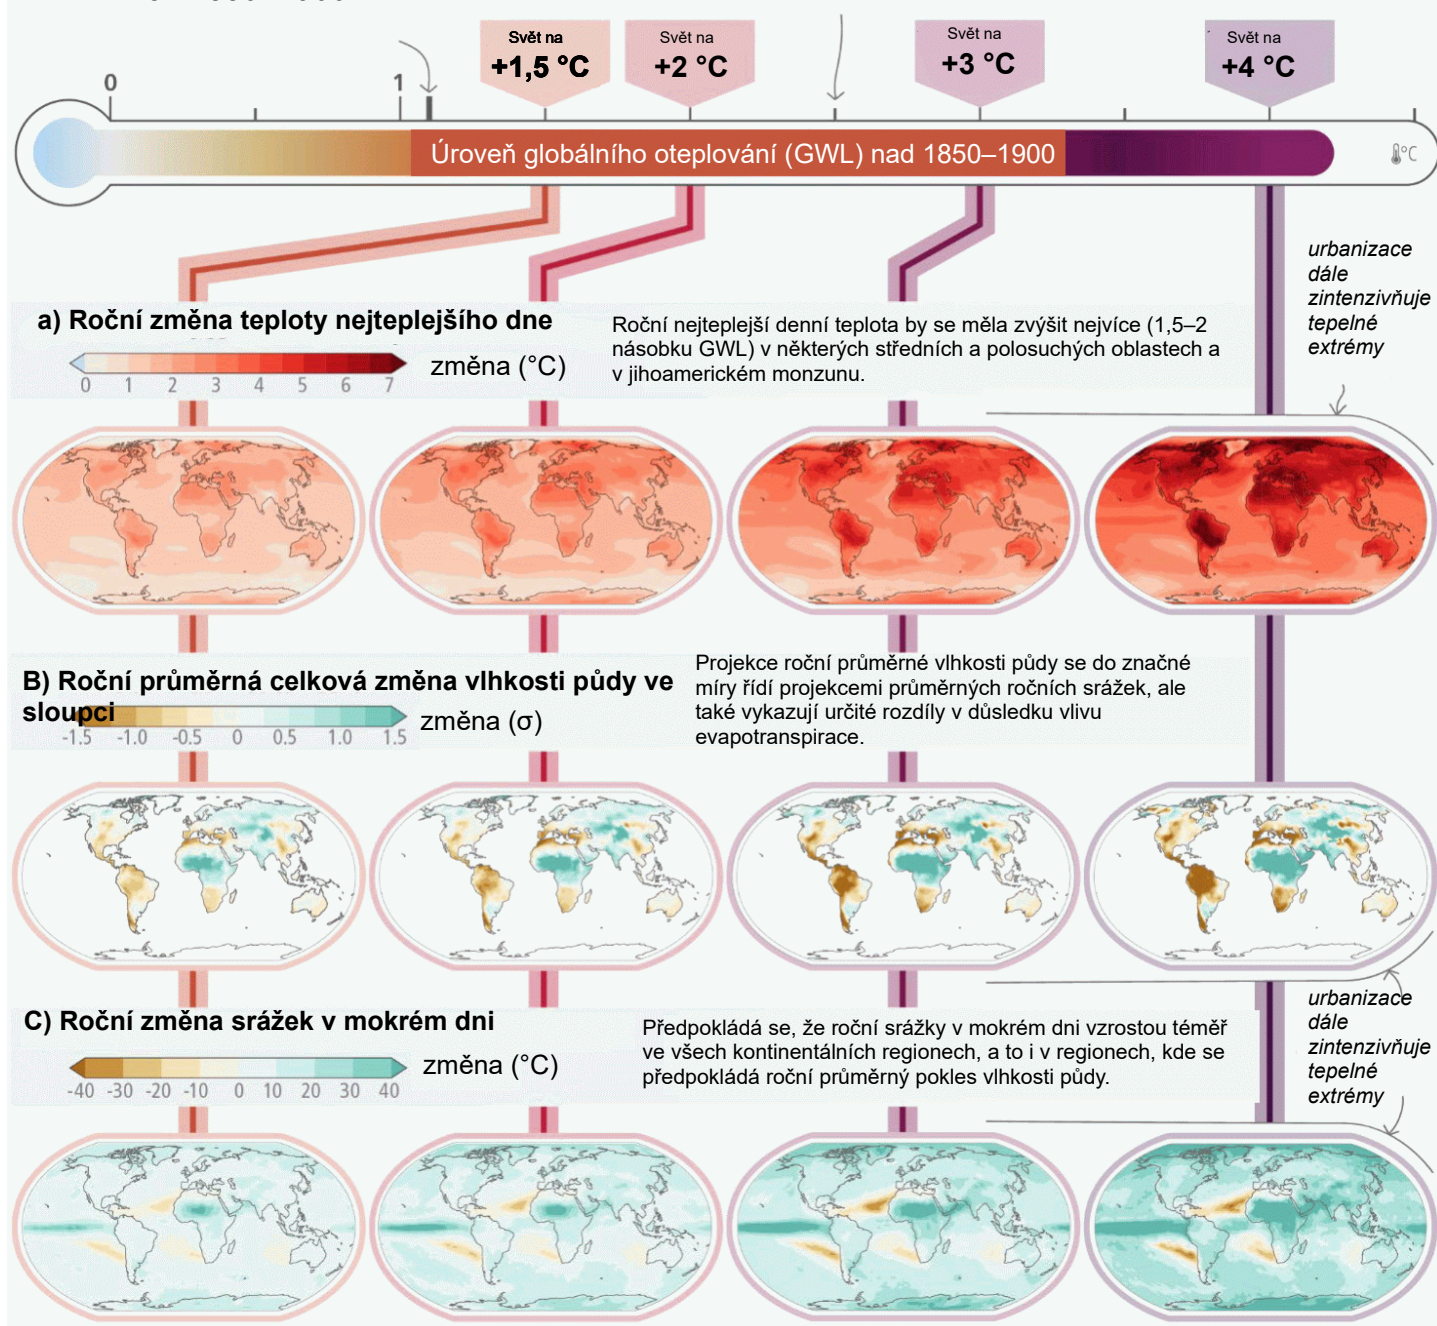 Svět na
+1,5 °C
Svět na
+2 °C
Svět na
+3 °C
Svět na
+4 °C
0
1
Úroveň globálního oteplování (GWL) nad 1850–1900
°C
urbanizace
dále
zintenzivňuje
tepelné
extrémy
a) Roční změna teploty nejteplejšího dne
změna (°C)
0 1 2 3 4 5 6 7
Roční nejteplejší denní teplota by se měla zvýšit nejvíce (1,5–2
násobku GWL) v některých středních a polosuchých oblastech a
v jihoamerickém monzunu.
B) Roční průměrná celková změna vlhkosti půdy ve
sloupci
změna (σ)
-1.5 -1.0 -0.5 0 0.5 1.0 1.5
Projekce roční průměrné vlhkosti půdy se do značné
míry řídí projekcemi průměrných ročních srážek, ale
také vykazují určité rozdíly v důsledku vlivu
evapotranspirace.
urbanizace
dále
zintenzivňuje
tepelné
extrémy
C) Roční změna srážek v mokrém dni
změna (°C)
-40 -30 -20 -10 0 10 20 30 40
Předpokládá se, že roční srážky v mokrém dni vzrostou téměř
ve všech kontinentálních regionech, a to i v regionech, kde se
předpokládá roční průměrný pokles vlhkosti půdy.